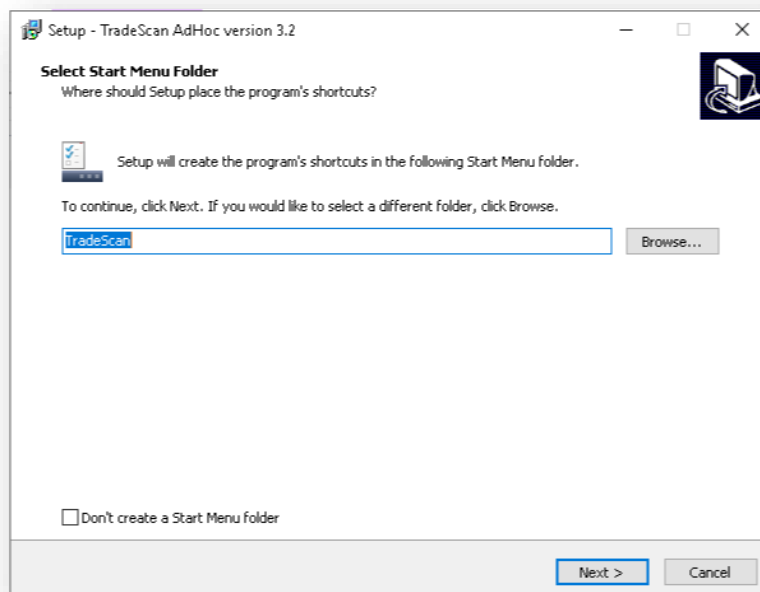 Setup - TradeScan AdHoc version 3.2
Select Start Menu Folder
Where should Setup place the program's shortcuts?
Setup will create the program's shortcuts in the following Start Menu folder.
To continue, click Next. If you would like to select a different folder, click Browse.
TradeScan
Browse...
Don't create a Start Menu folder
Next >
Cancel